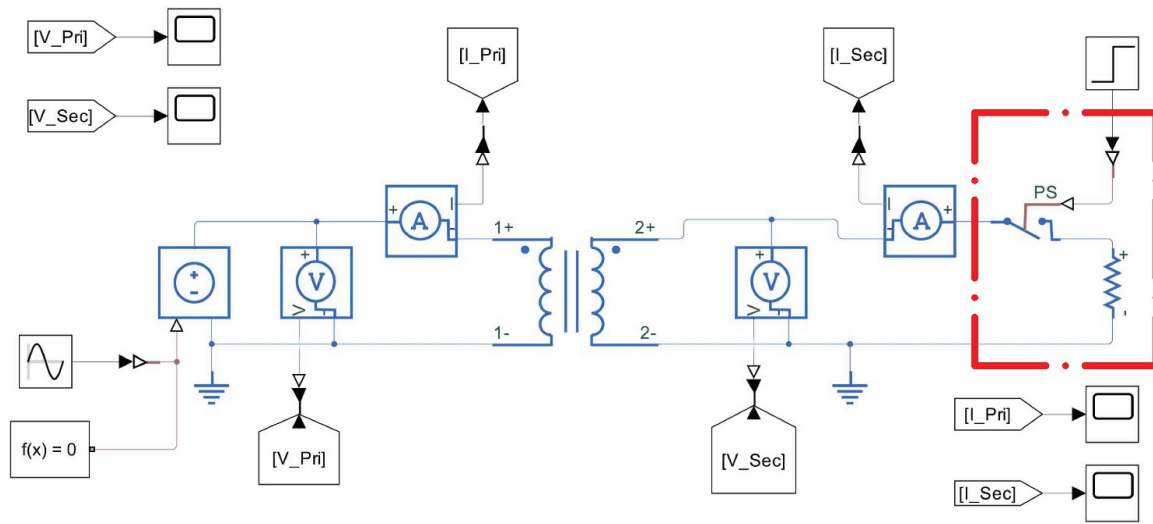 [V_Pri]
[V_Sec]
[I_Pri]
[I_Sec]
PS
+
A
I
-
1+
2+
I
-
A
+
+
-
+
V
V
-
+
V
V
-
+
-
1-
2-
f(x) = 0
[V_Pri]
[V_Sec]
[I_Pri]
[I_Sec]